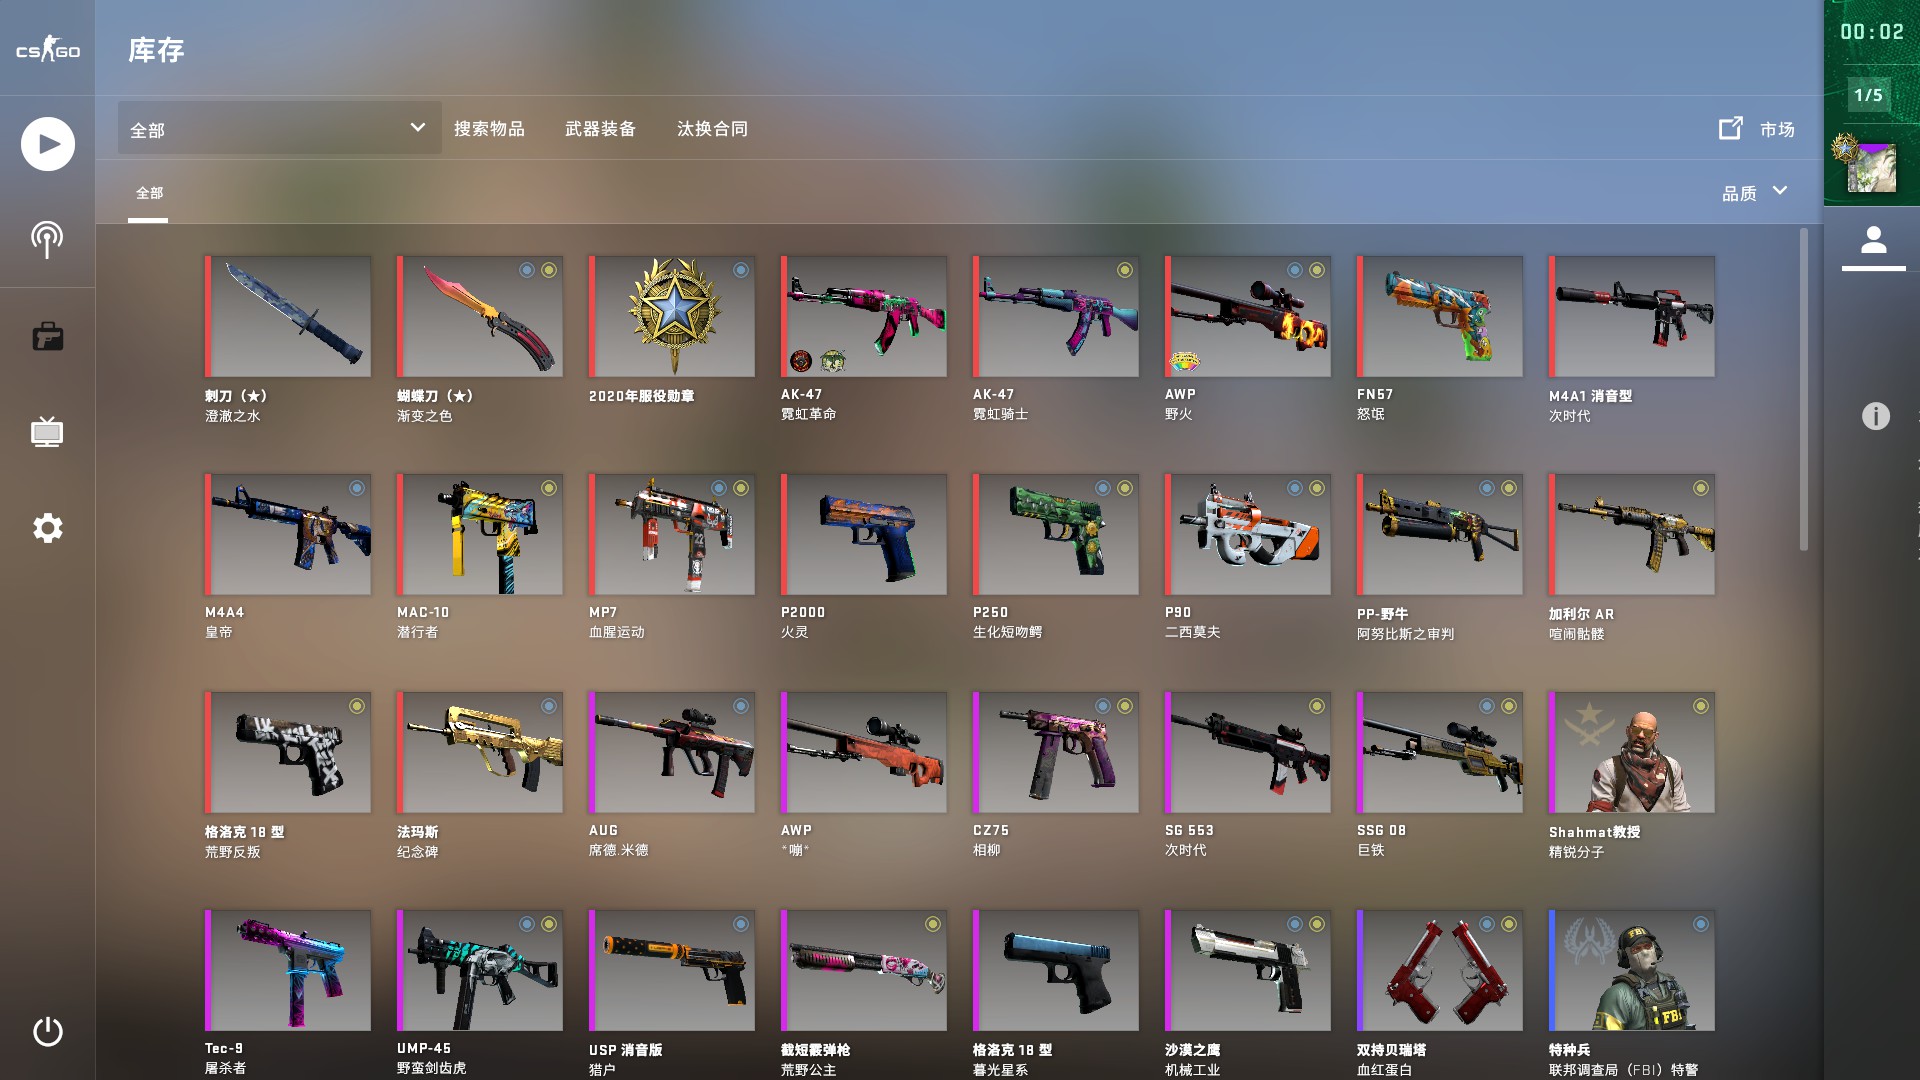 CS GO
库存
00:02
全部
搜索物品
武器装备
汰换合同
市场
1/5
全部
品质
刺刀（★）
澄澈之水
蝴蝶刀（★）
渐变之色
2020年服役勋章
AK-47
霓虹革命
AK-47
霓虹骑士
AWP
野火
FN57
怒氓
M4A1 消音型
次时代
M4A4
皇帝
MAC-10
潜行者
MP7
血腥运动
P2000
火灵
P250
生化短吻鳄
P90
二西莫夫
PP-野牛
阿努比斯之审判
加利尔 AR
喧闹骷髅
格洛克 18 型
荒野反叛
法玛斯
纪念碑
AUG
席德.米德
AWP
*嘣*
CZ75
相柳
SG 553
次时代
SSG 08
巨铁
Shahmat教授
精锐分子
Tec-9
屠杀者
UMP-45
野蛮剑齿虎
USP 消音版
猎户
截短霰弹枪
荒野公主
格洛克 18 型
暮光星系
沙漠之鹰
机械工业
双持贝瑞塔
血红蛋白
FBI
FBI
特种兵
联邦调查局（FBI）特警